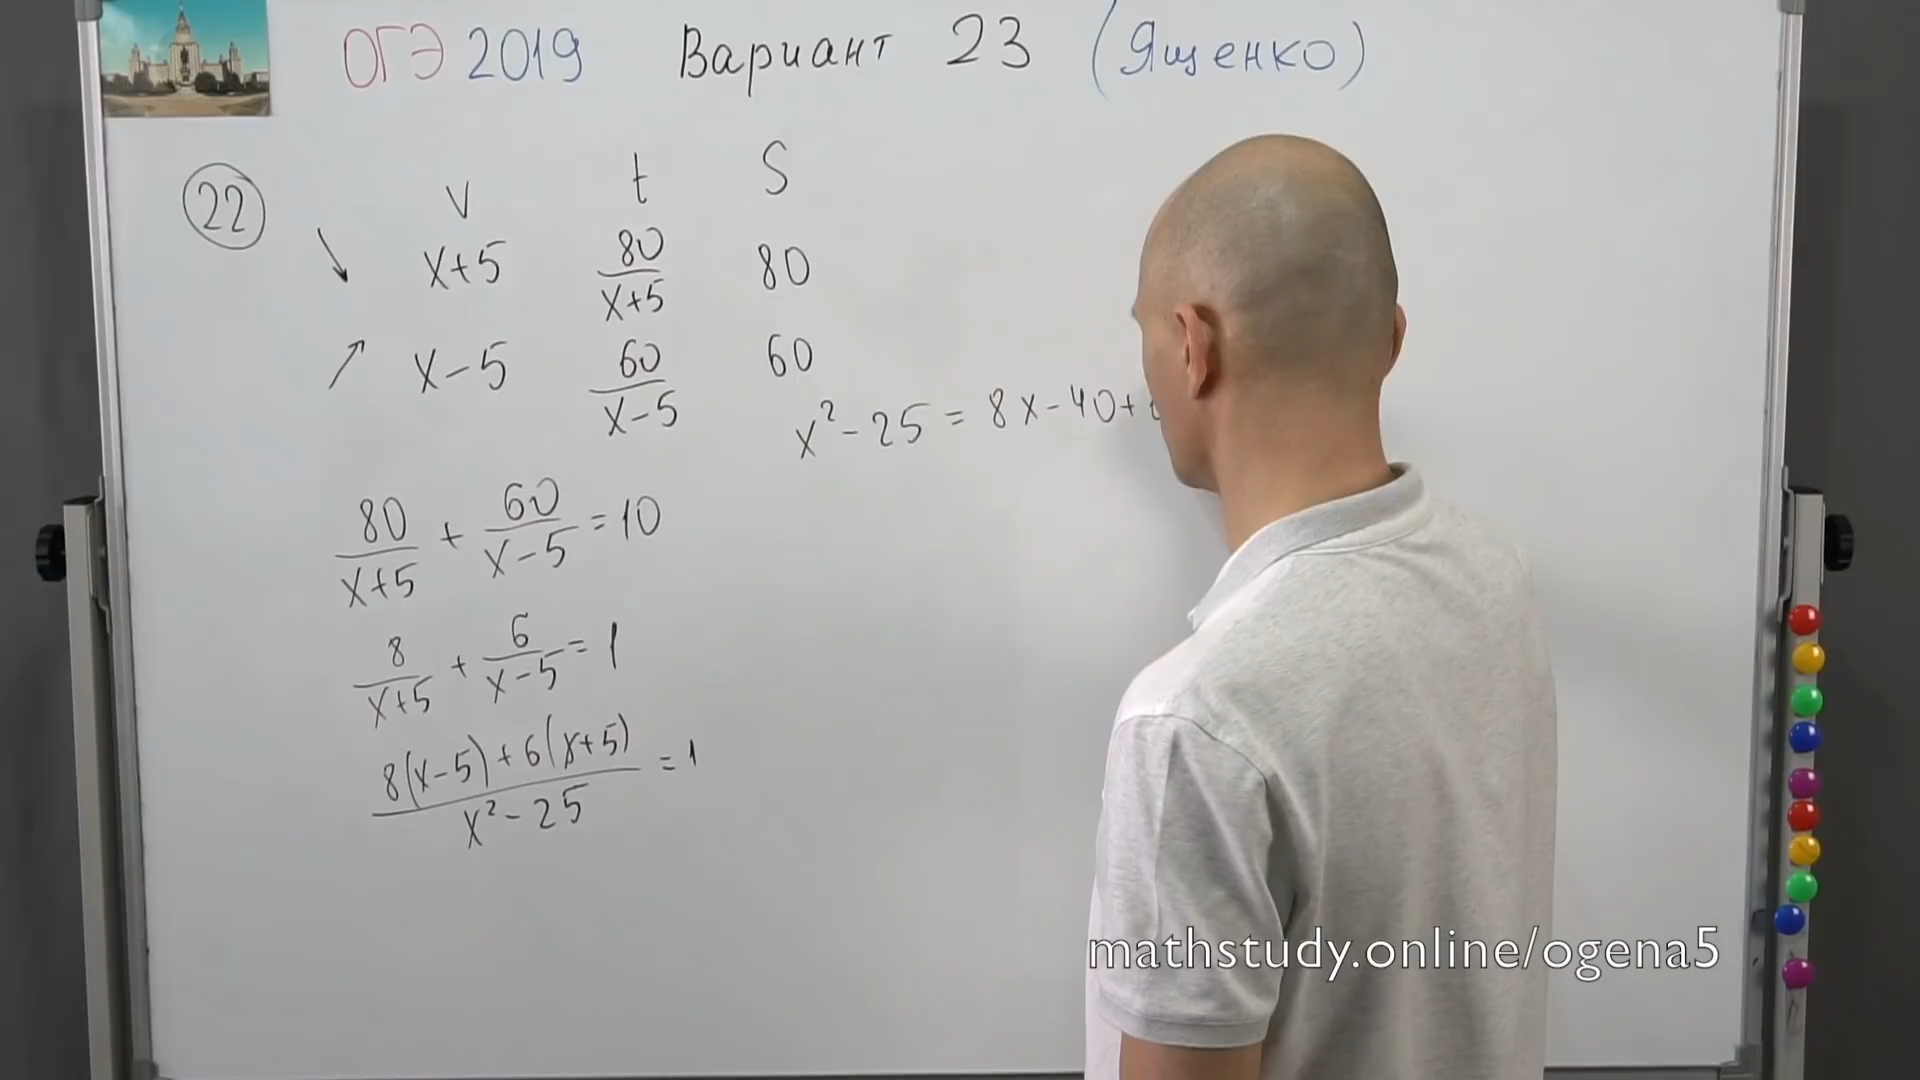 ОГЭ 2019 Вариант 23 (Ященко)
22
V t S
x+5 80/(x+5) 80
x-5 60/(x-5) 60
x² - 25 = 8x - 40 +
80/(x+5) + 60/(x-5) = 10
8/(x+5) + 6/(x-5) = 1
(8(x-5) + 6(x+5))/(x² - 25) = 1
mathstudy.online/ogena5